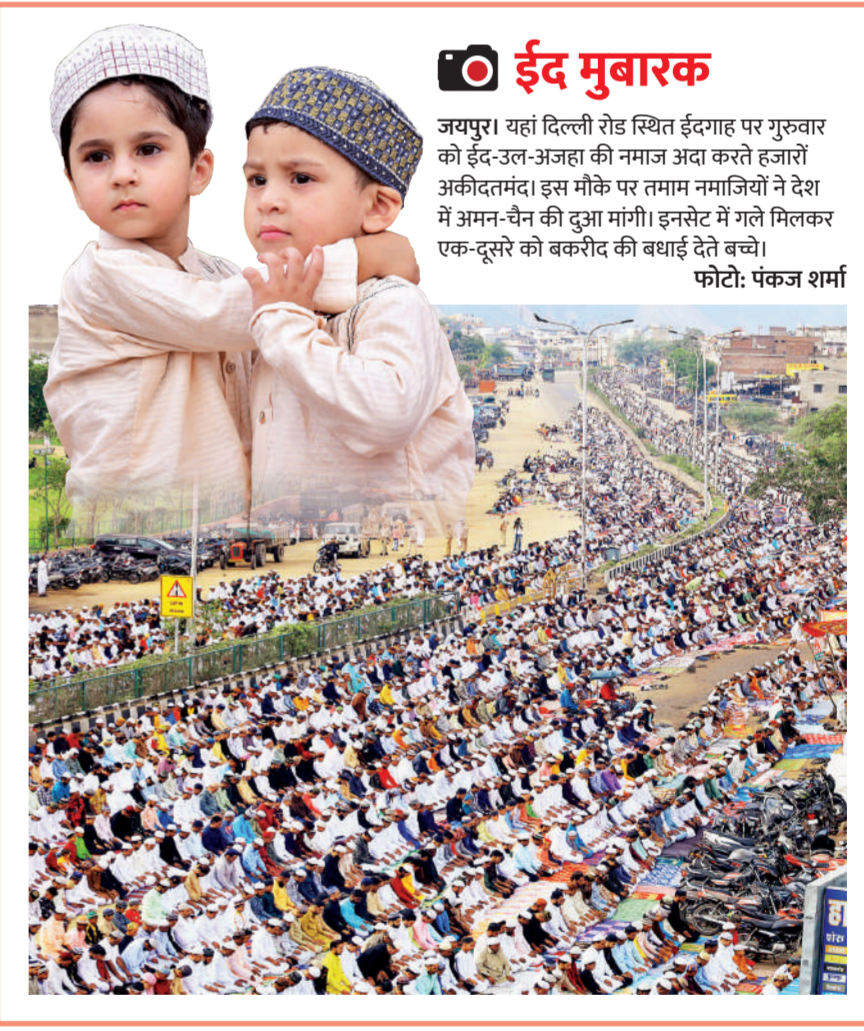 ईद मुबारक
जयपुर। यहां दिल्ली रोड स्थित ईदगाह पर गुरुवार
को ईद-उल-अजहा की नमाज अदा करते हजारों
अकीदतमंद। इस मौके पर तमाम नमाजियों ने देश
में अमन-चैन की दुआ मांगी। इनसेट में गले मिलकर
एक-दूसरे को बकरीद की बधाई देते बच्चे।
फोटो: पंकज शर्मा